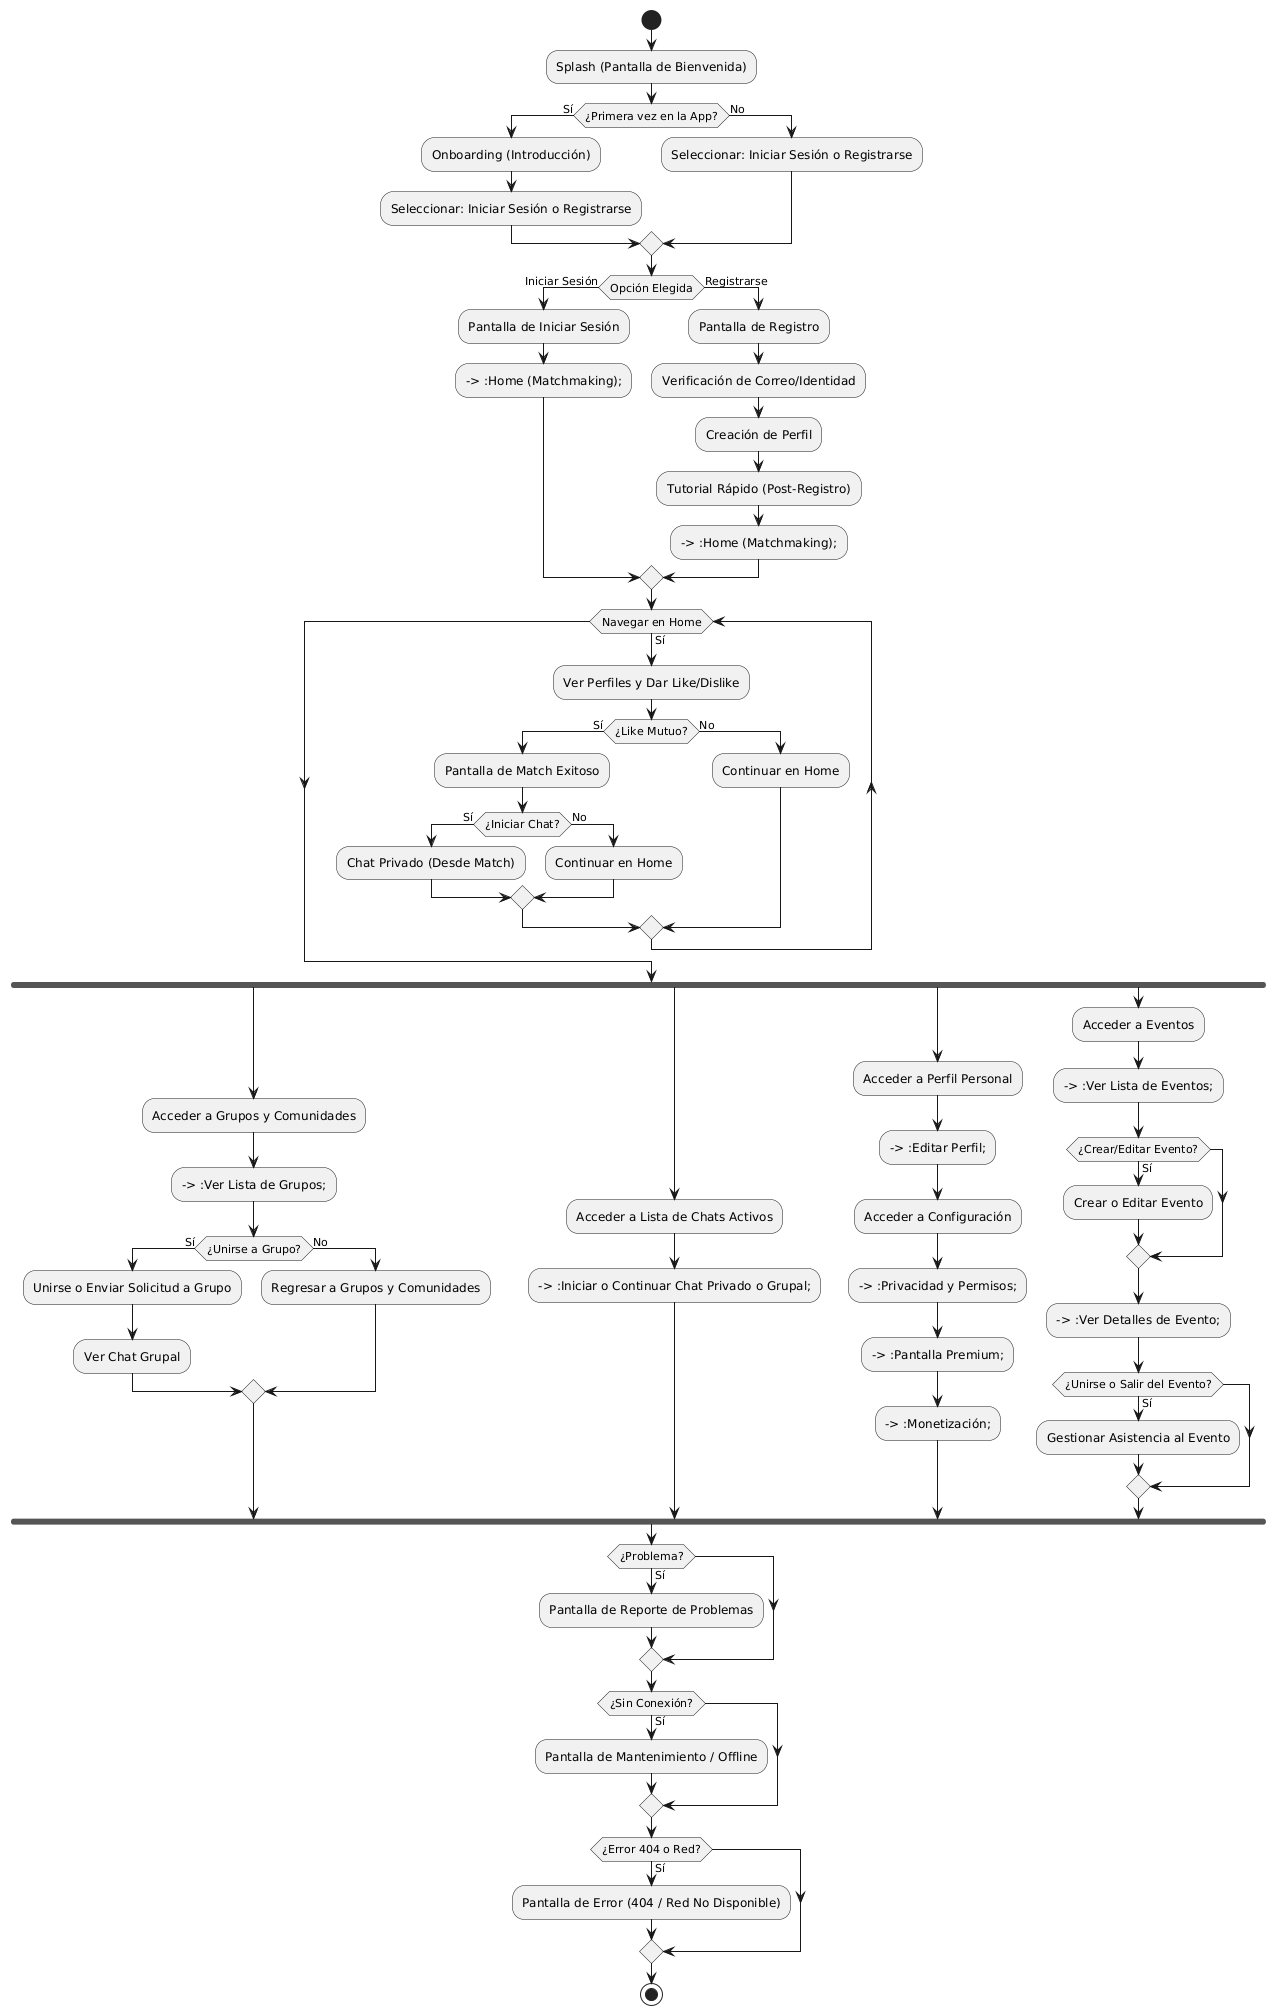 Splash (Pantalla de Bienvenida)
Sí
¿Primera vez en la App?
No
Onboarding (Introducción)
Seleccionar: Iniciar Sesión o Registrarse
Seleccionar: Iniciar Sesión o Registrarse
Iniciar Sesión
Opción Elegida
Registrarse
Pantalla de Iniciar Sesión
-> :Home (Matchmaking);
Pantalla de Registro
Verificación de Correo/Identidad
Creación de Perfil
Tutorial Rápido (Post-Registro)
-> :Home (Matchmaking);
Navegar en Home
Sí
Ver Perfiles y Dar Like/Dislike
Sí
¿Like Mutuo?
No
Pantalla de Match Exitoso
Continuar en Home
Sí
¿Iniciar Chat?
No
Chat Privado (Desde Match)
Continuar en Home
Acceder a Grupos y Comunidades
-> :Ver Lista de Grupos;
Sí
¿Unirse a Grupo?
No
Unirse o Enviar Solicitud a Grupo
Ver Chat Grupal
Regresar a Grupos y Comunidades
Acceder a Lista de Chats Activos
-> :Iniciar o Continuar Chat Privado o Grupal;
Acceder a Perfil Personal
-> :Editar Perfil;
Acceder a Configuración
-> :Privacidad y Permisos;
-> :Pantalla Premium;
-> :Monetización;
Acceder a Eventos
-> :Ver Lista de Eventos;
¿Crear/Editar Evento?
Sí
Crear o Editar Evento
-> :Ver Detalles de Evento;
¿Unirse o Salir del Evento?
Sí
Gestionar Asistencia al Evento
¿Problema?
Sí
Pantalla de Reporte de Problemas
¿Sin Conexión?
Sí
Pantalla de Mantenimiento / Offline
¿Error 404 o Red?
Sí
Pantalla de Error (404 / Red No Disponible)